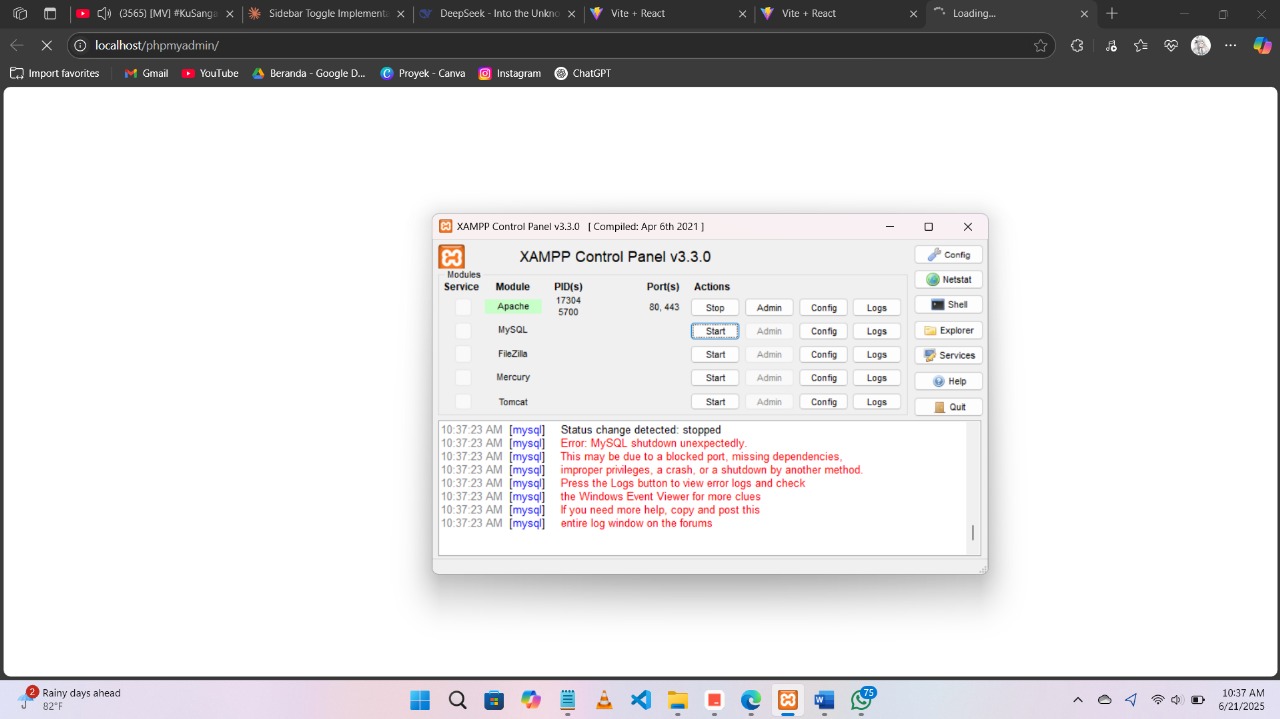 (3565) [MV] #KuSanga
Sidebar Toggle Implementa
DeepSeek - Into the Unkno
Vite + React
Vite + React
Loading...
localhost/phpmyadmin/
Import favorites
Gmail
YouTube
Beranda - Google D...
Proyek - Canva
Instagram
ChatGPT
XAMPP Control Panel v3.3.0 [ Compiled: Apr 6th 2021 ]
XAMPP Control Panel v3.3.0
Config
Modules
Service Module PID(s) Port(s) Actions
Netstat
Apache 17304 5700 80, 443 Stop Admin Config Logs
Shell
MySQL Start Admin Config Logs
Explorer
FileZilla Start Admin Config Logs
Services
Mercury Start Admin Config Logs
Help
Tomcat Start Admin Config Logs
Quit
10:37:23 AM [mysql] Status change detected: stopped
10:37:23 AM [mysql] Error: MySQL shutdown unexpectedly.
10:37:23 AM [mysql] This may be due to a blocked port, missing dependencies,
10:37:23 AM [mysql] improper privileges, a crash, or a shutdown by another method.
10:37:23 AM [mysql] Press the Logs button to view error logs and check
10:37:23 AM [mysql] the Windows Event Viewer for more clues
10:37:23 AM [mysql] If you need more help, copy and post this
10:37:23 AM [mysql] entire log window on the forums
2
Rainy days ahead
82°F
75
10:37 AM
6/21/2025